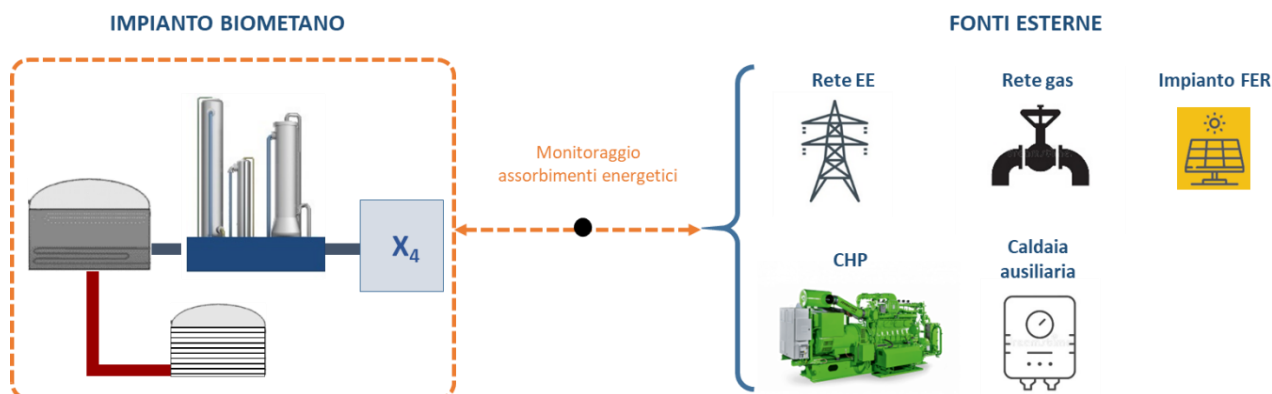 IMPIANTO BIOMETANO
FONTI ESTERNE
Rete EE
Rete gas
Impianto FER
Monitoraggio
assorbimenti energetici
X4
CHP
Caldaia
ausiliaria